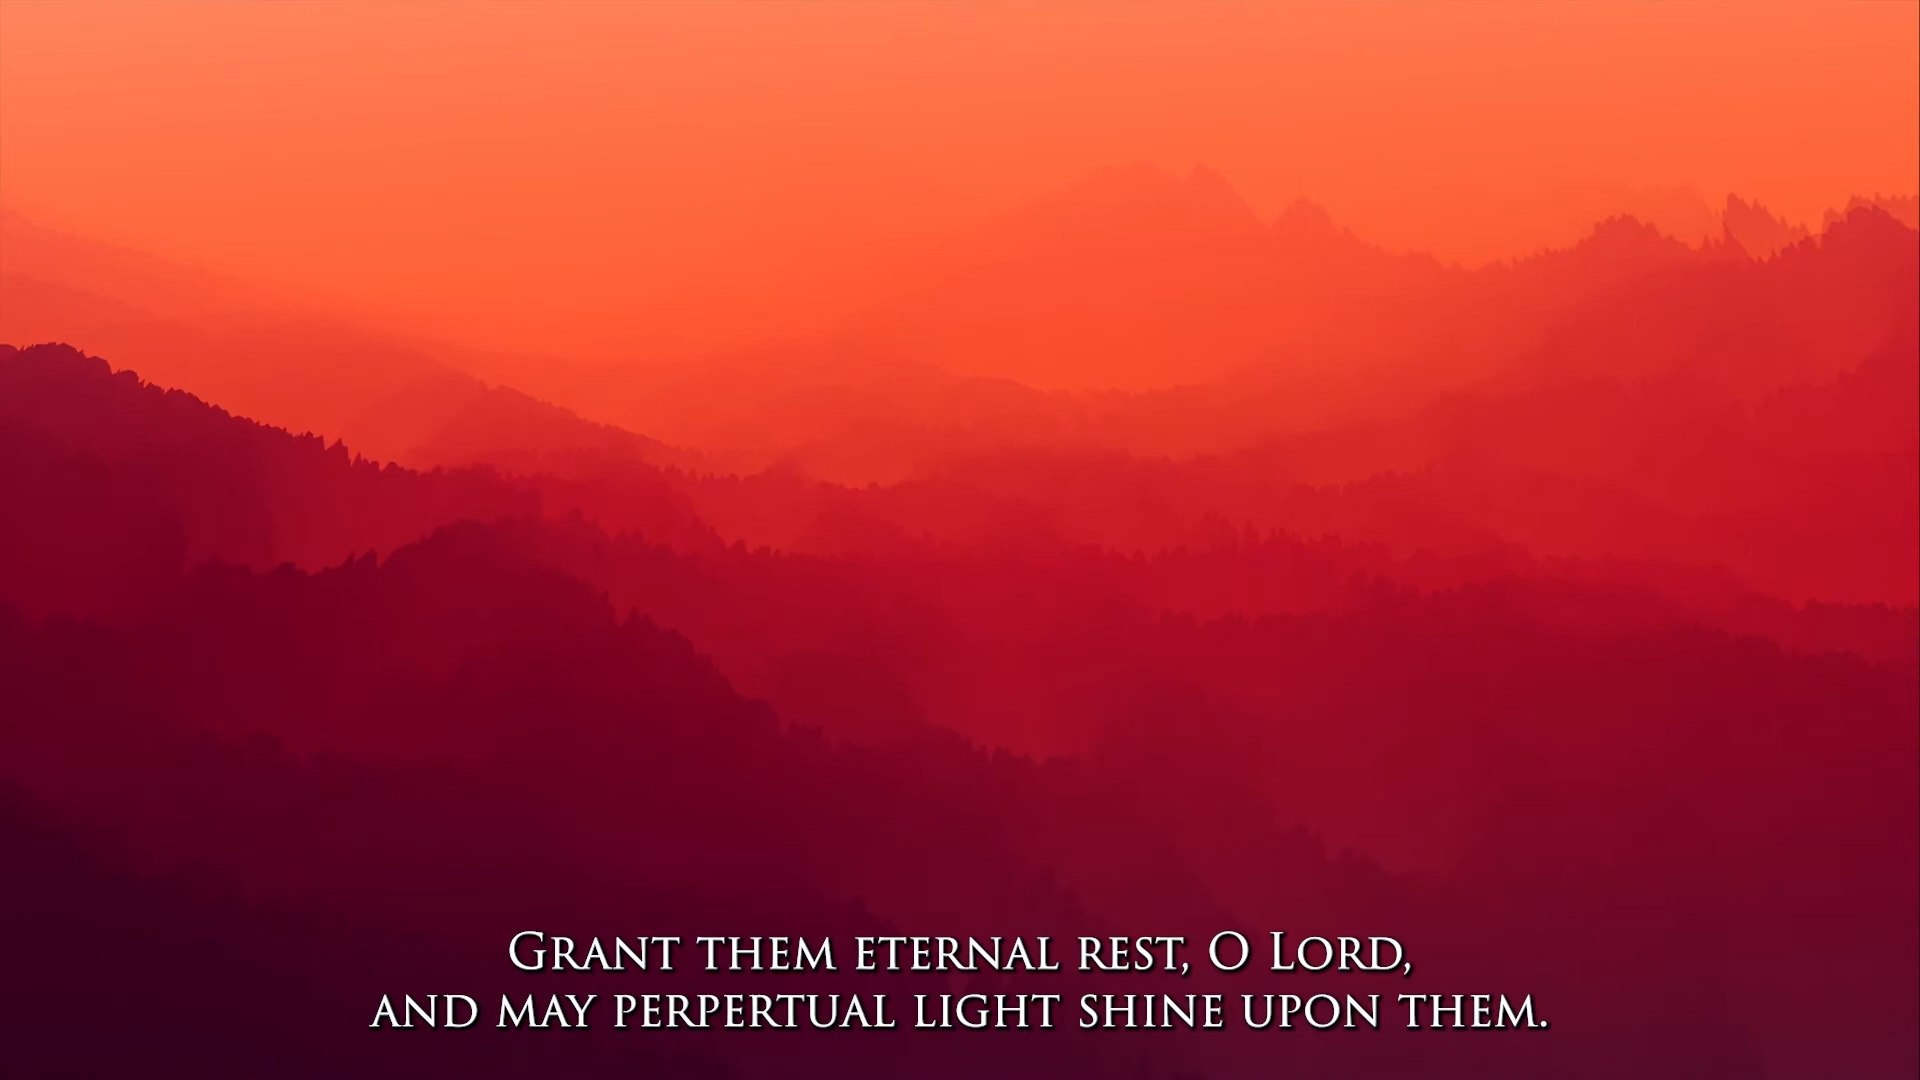 Grant them eternal rest, O Lord,
and may perpertual light shine upon them.